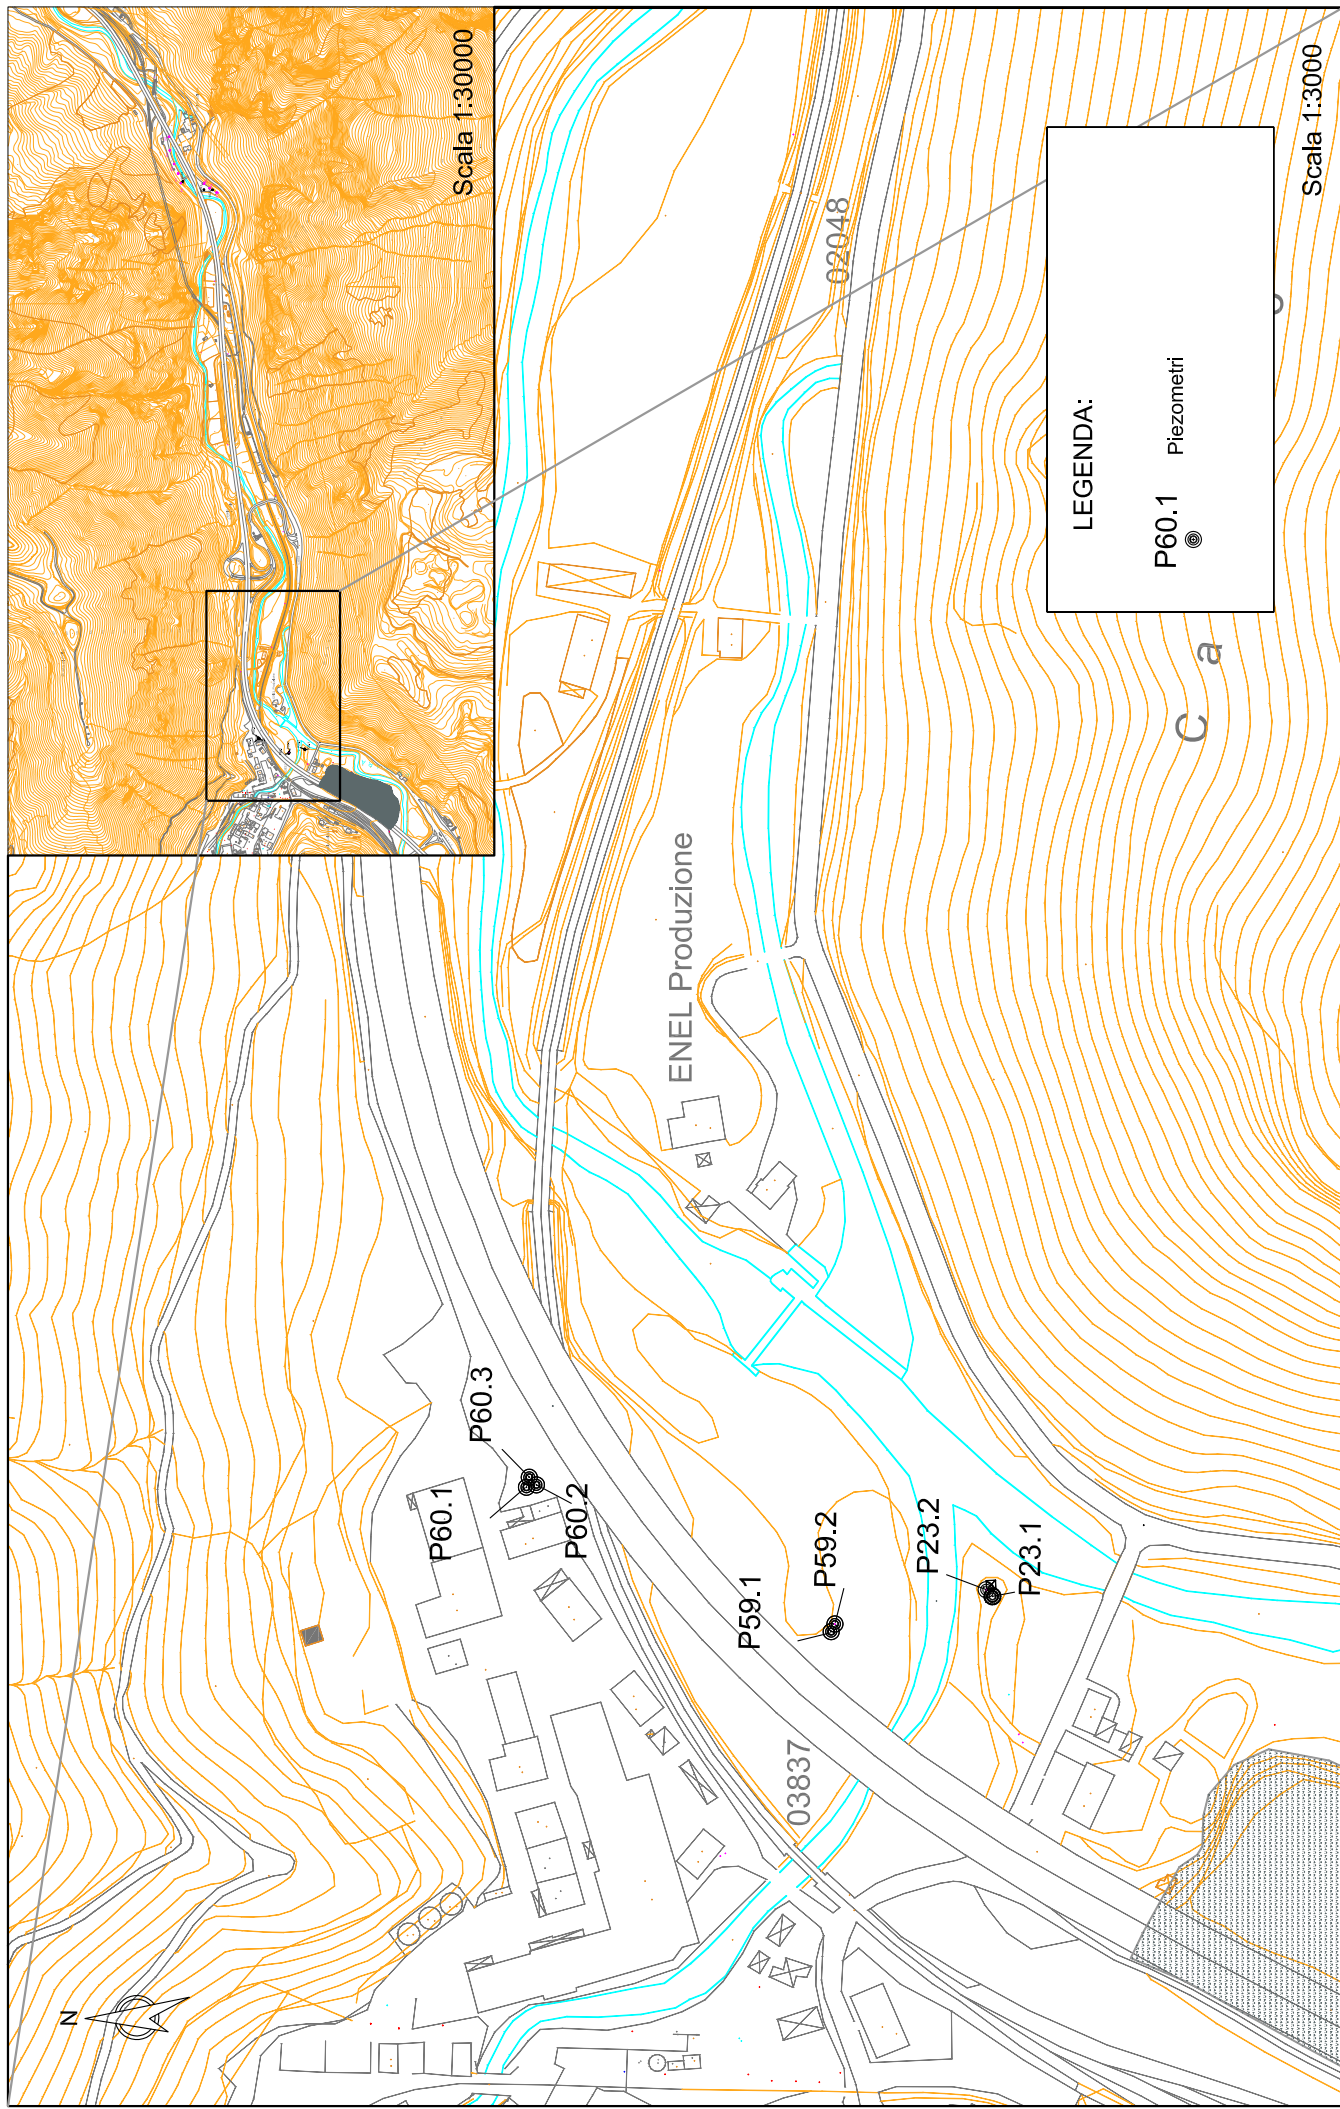 Scala 1:30000
N
P60.1
P60.3
P60.2
P59.1
P59.2
P23.2
P23.1
03837
ENEL Produzione
02048
C a
LEGENDA:
P60.1
Piezometri
Scala 1:3000